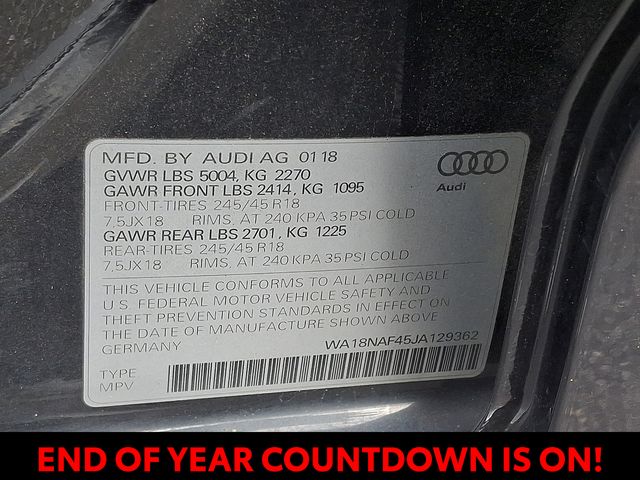 MFD. BY AUDI AG 01 18
GVWR LBS 5004, KG 2270
GAWR FRONT LBS 2414, KG 1095
FRONT-TIRES 245/45 R18
7,5JX18 RIMS, AT 240 KPA 35 PSI COLD
GAWR REAR LBS 2701, KG 1225
REAR-TIRES 245/45 R18
7,5JX18 RIMS, AT 240 KPA 35 PSI COLD
Audi
THIS VEHICLE CONFORMS TO ALL APPLICABLE
U.S. FEDERAL MOTOR VEHICLE SAFETY AND
THEFT PREVENTION STANDARDS IN EFFECT ON
THE DATE OF MANUFACTURE SHOWN ABOVE
GERMANY WA18NAF45JA129362
TYPE
MPV
END OF YEAR COUNTDOWN IS ON!